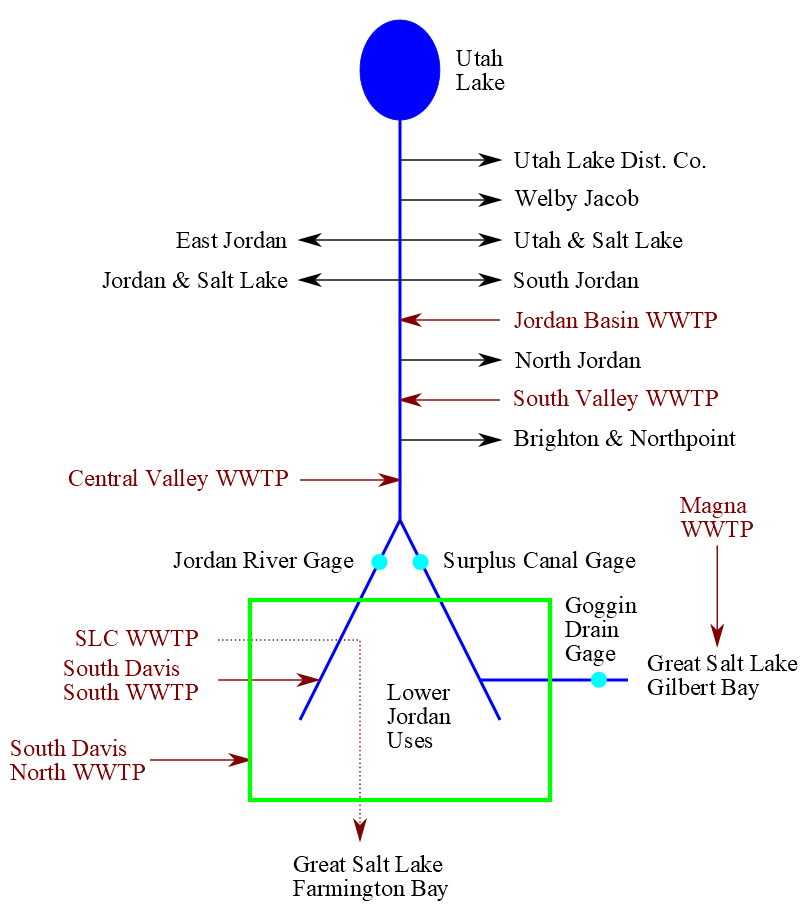 Utah
Lake
Utah Lake Dist. Co.
Welby Jacob
East Jordan
Utah & Salt Lake
Jordan & Salt Lake
South Jordan
Jordan Basin WWTP
North Jordan
South Valley WWTP
Brighton & Northpoint
Central Valley WWTP
Magna
WWTP
Jordan River Gage
Surplus Canal Gage
Goggin
Drain
Gage
SLC WWTP
South Davis
South WWTP
Great Salt Lake
Gilbert Bay
Lower
Jordan
Uses
South Davis
North WWTP
Great Salt Lake
Farmington Bay